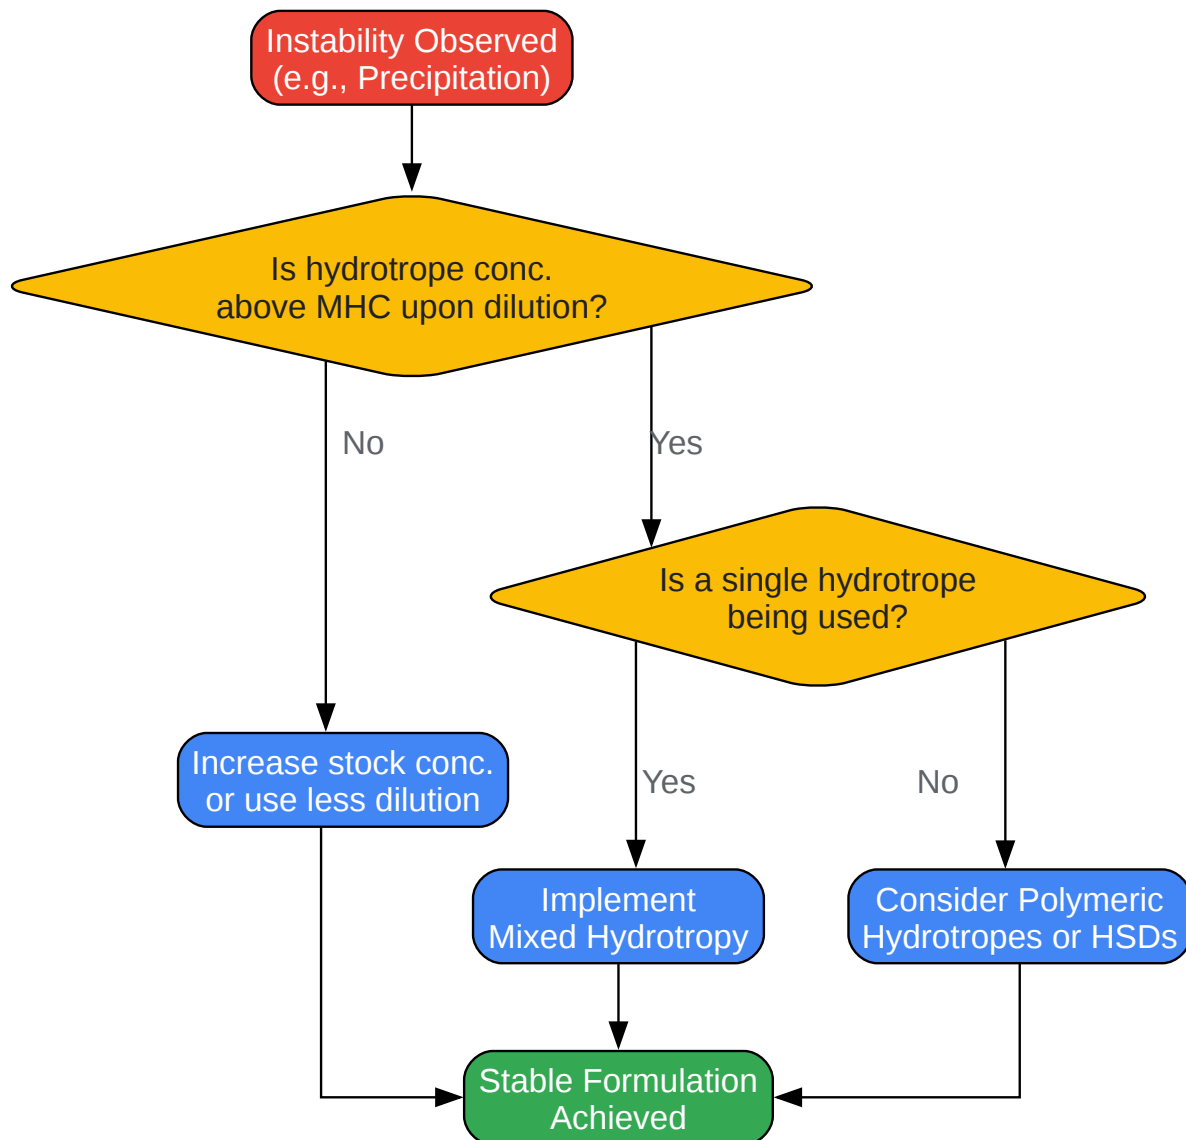 Instability Observed
(e.g., Precipitation)
Is hydrotrope conc.
above MHC upon dilution?
No
Yes
Is a single hydrotrope
being used?
Increase stock conc.
or use less dilution
Yes
No
Implement
Mixed Hydrotropy
Consider Polymeric
Hydrotropes or HSDs
Stable Formulation
Achieved